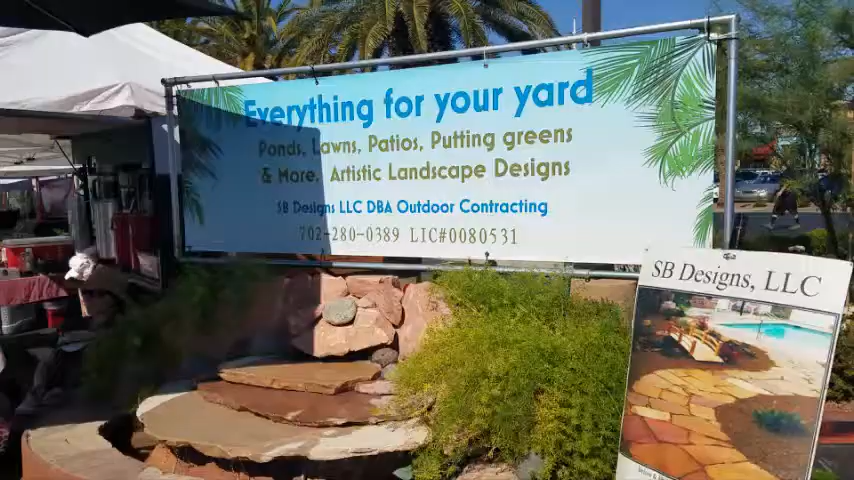 Everything for your yard
Ponds, Lawns, Patios, Putting greens
& More. Artistic Landscape Designs
SB Designs LLC DBA Outdoor Contracting
702-280-0389 LIC#0080531
SB Designs, LLC